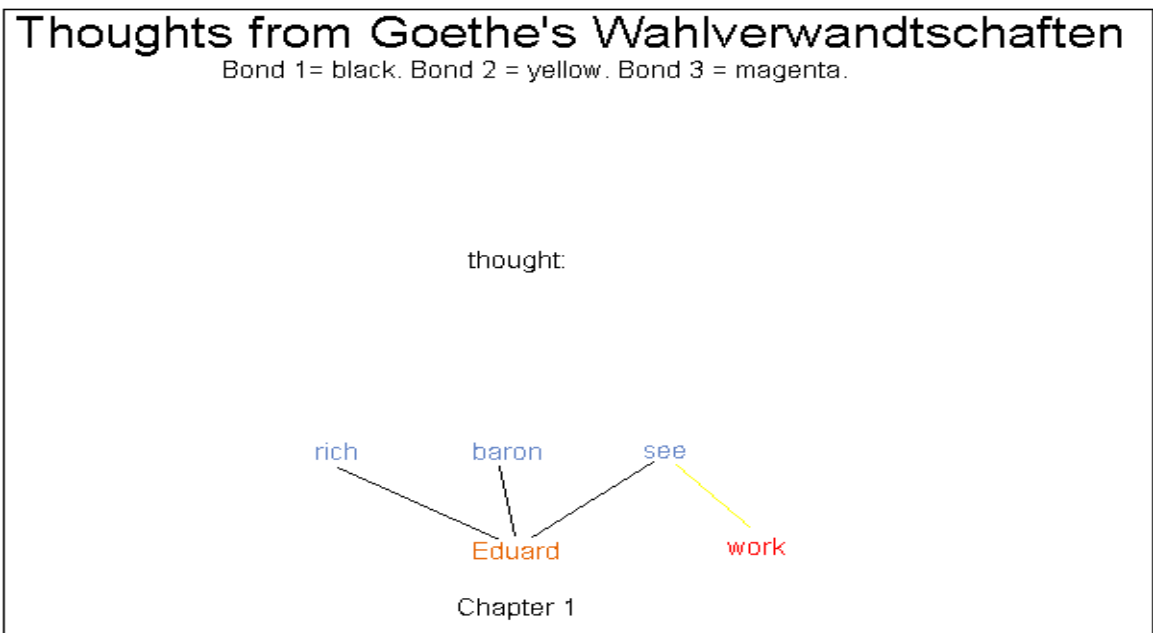 Thoughts from Goethe's Wahlverwandtschaften
Bond 1= black. Bond 2 = yellow. Bond 3 = magenta.
thought:
rich baron see
Eduard work
Chapter 1